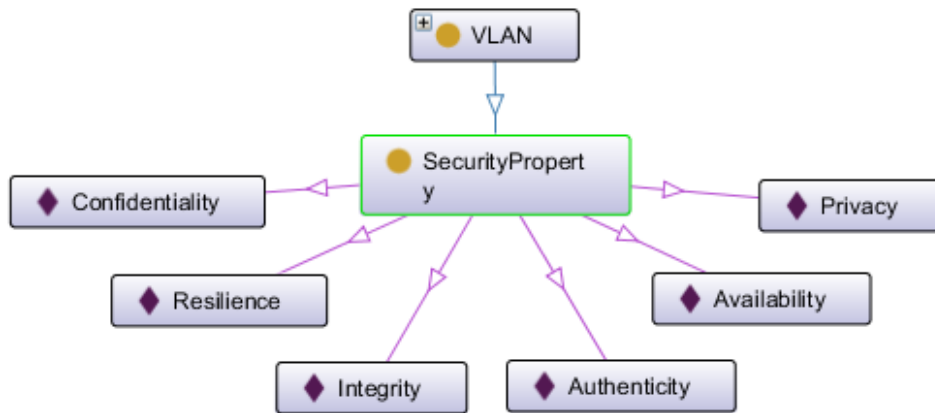 VLAN
SecurityPropert
y
Confidentiality
Privacy
Resilience
Availability
Integrity
Authenticity